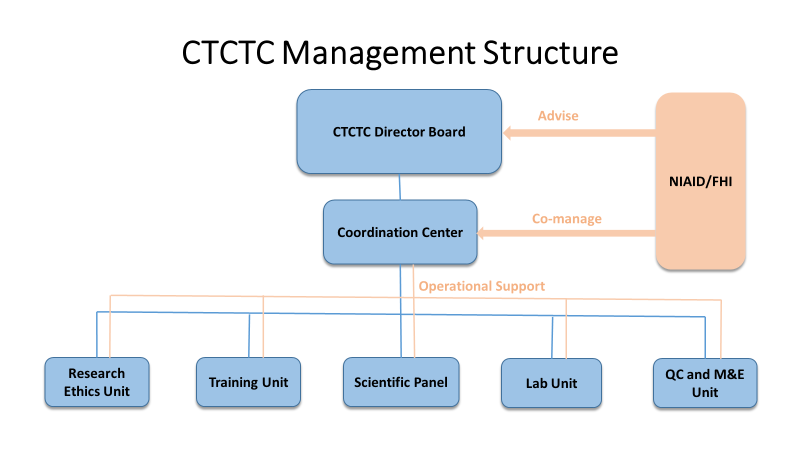 CTCTC Management Structure
CTCTC Director Board
Advise
NIAID/FHI
Coordination Center
Co-manage
Operational Support
Research
Ethics Unit
Training Unit
Scientific Panel
Lab Unit
QC and M&E
Unit